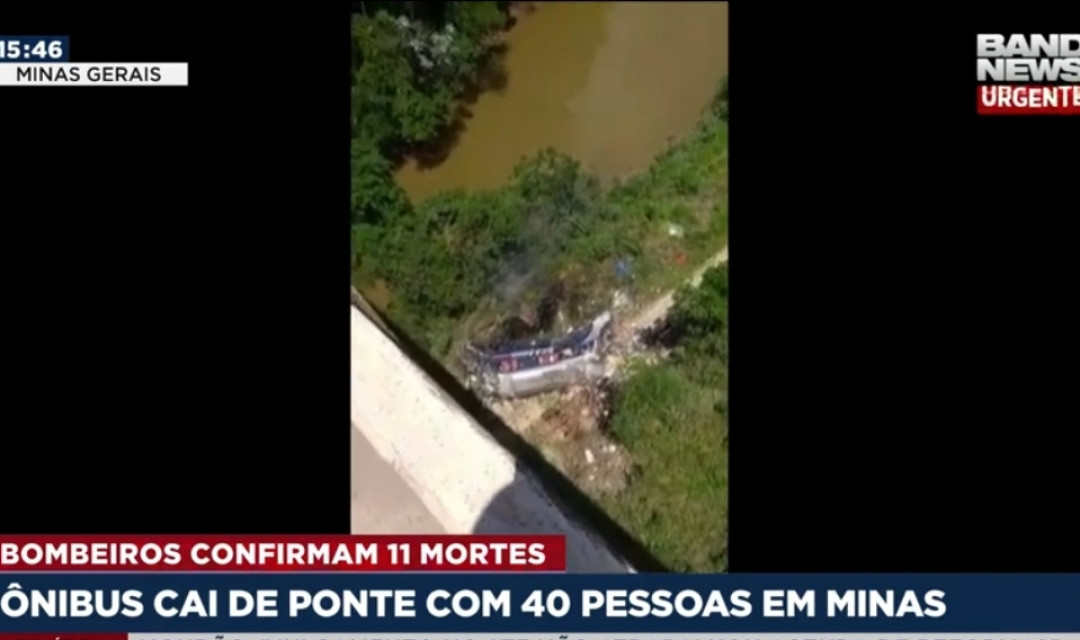 15:46
MINAS GERAIS
BAND
NEWS
URGENTE
BOMBEIROS CONFIRMAM 11 MORTES
ÔNIBUS CAI DE PONTE COM 40 PESSOAS EM MINAS